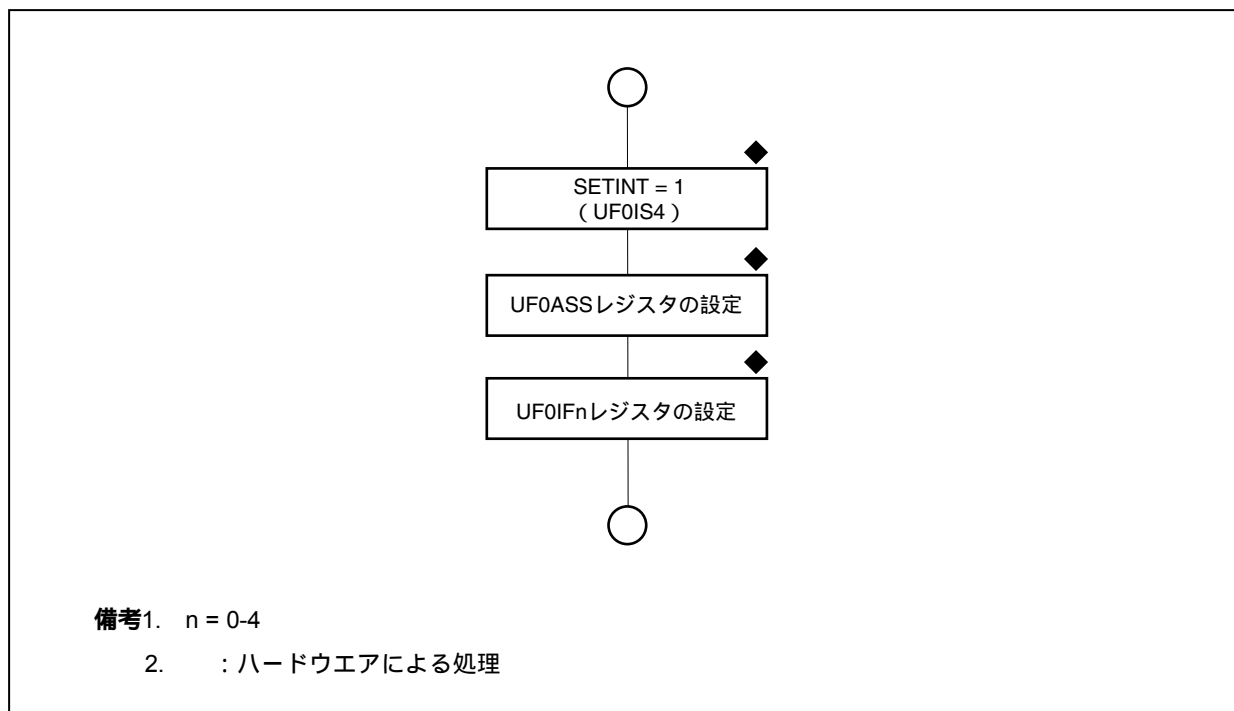 SETINT = 1
( UF0IS4 )
UF0ASSレジスタの設定
UF0IFnレジスタの設定
備考1. n = 0-4
2. : ハードウエアによる処理